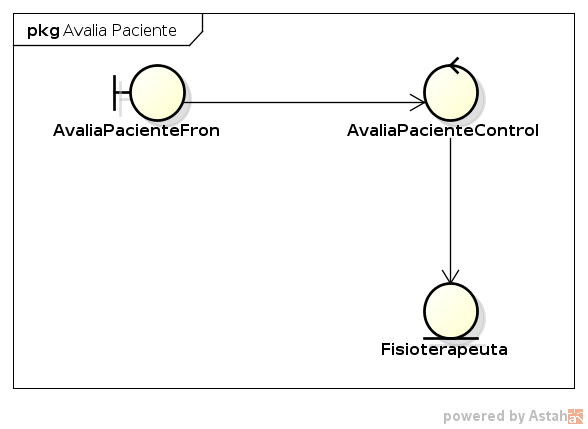 pkg Avalia Paciente
AvaliaPacienteFron
AvaliaPacienteControl
Fisioterapeuta
powered by Astah